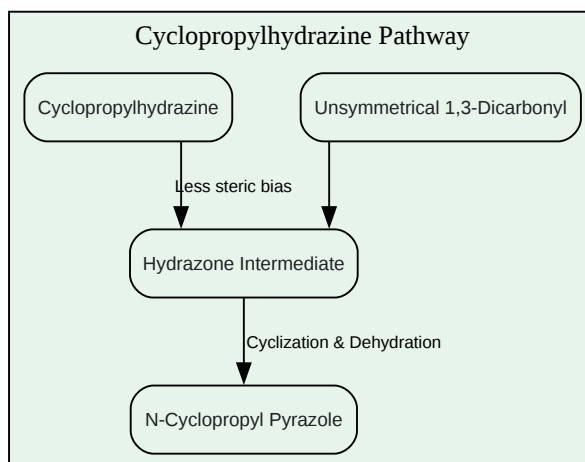 Cyclopropylhydrazine Pathway
Cyclopropylhydrazine
Unsymmetrical 1,3-Dicarbonyl
Less steric bias
Hydrazone Intermediate
Cyclization & Dehydration
N-Cyclopropyl Pyrazole